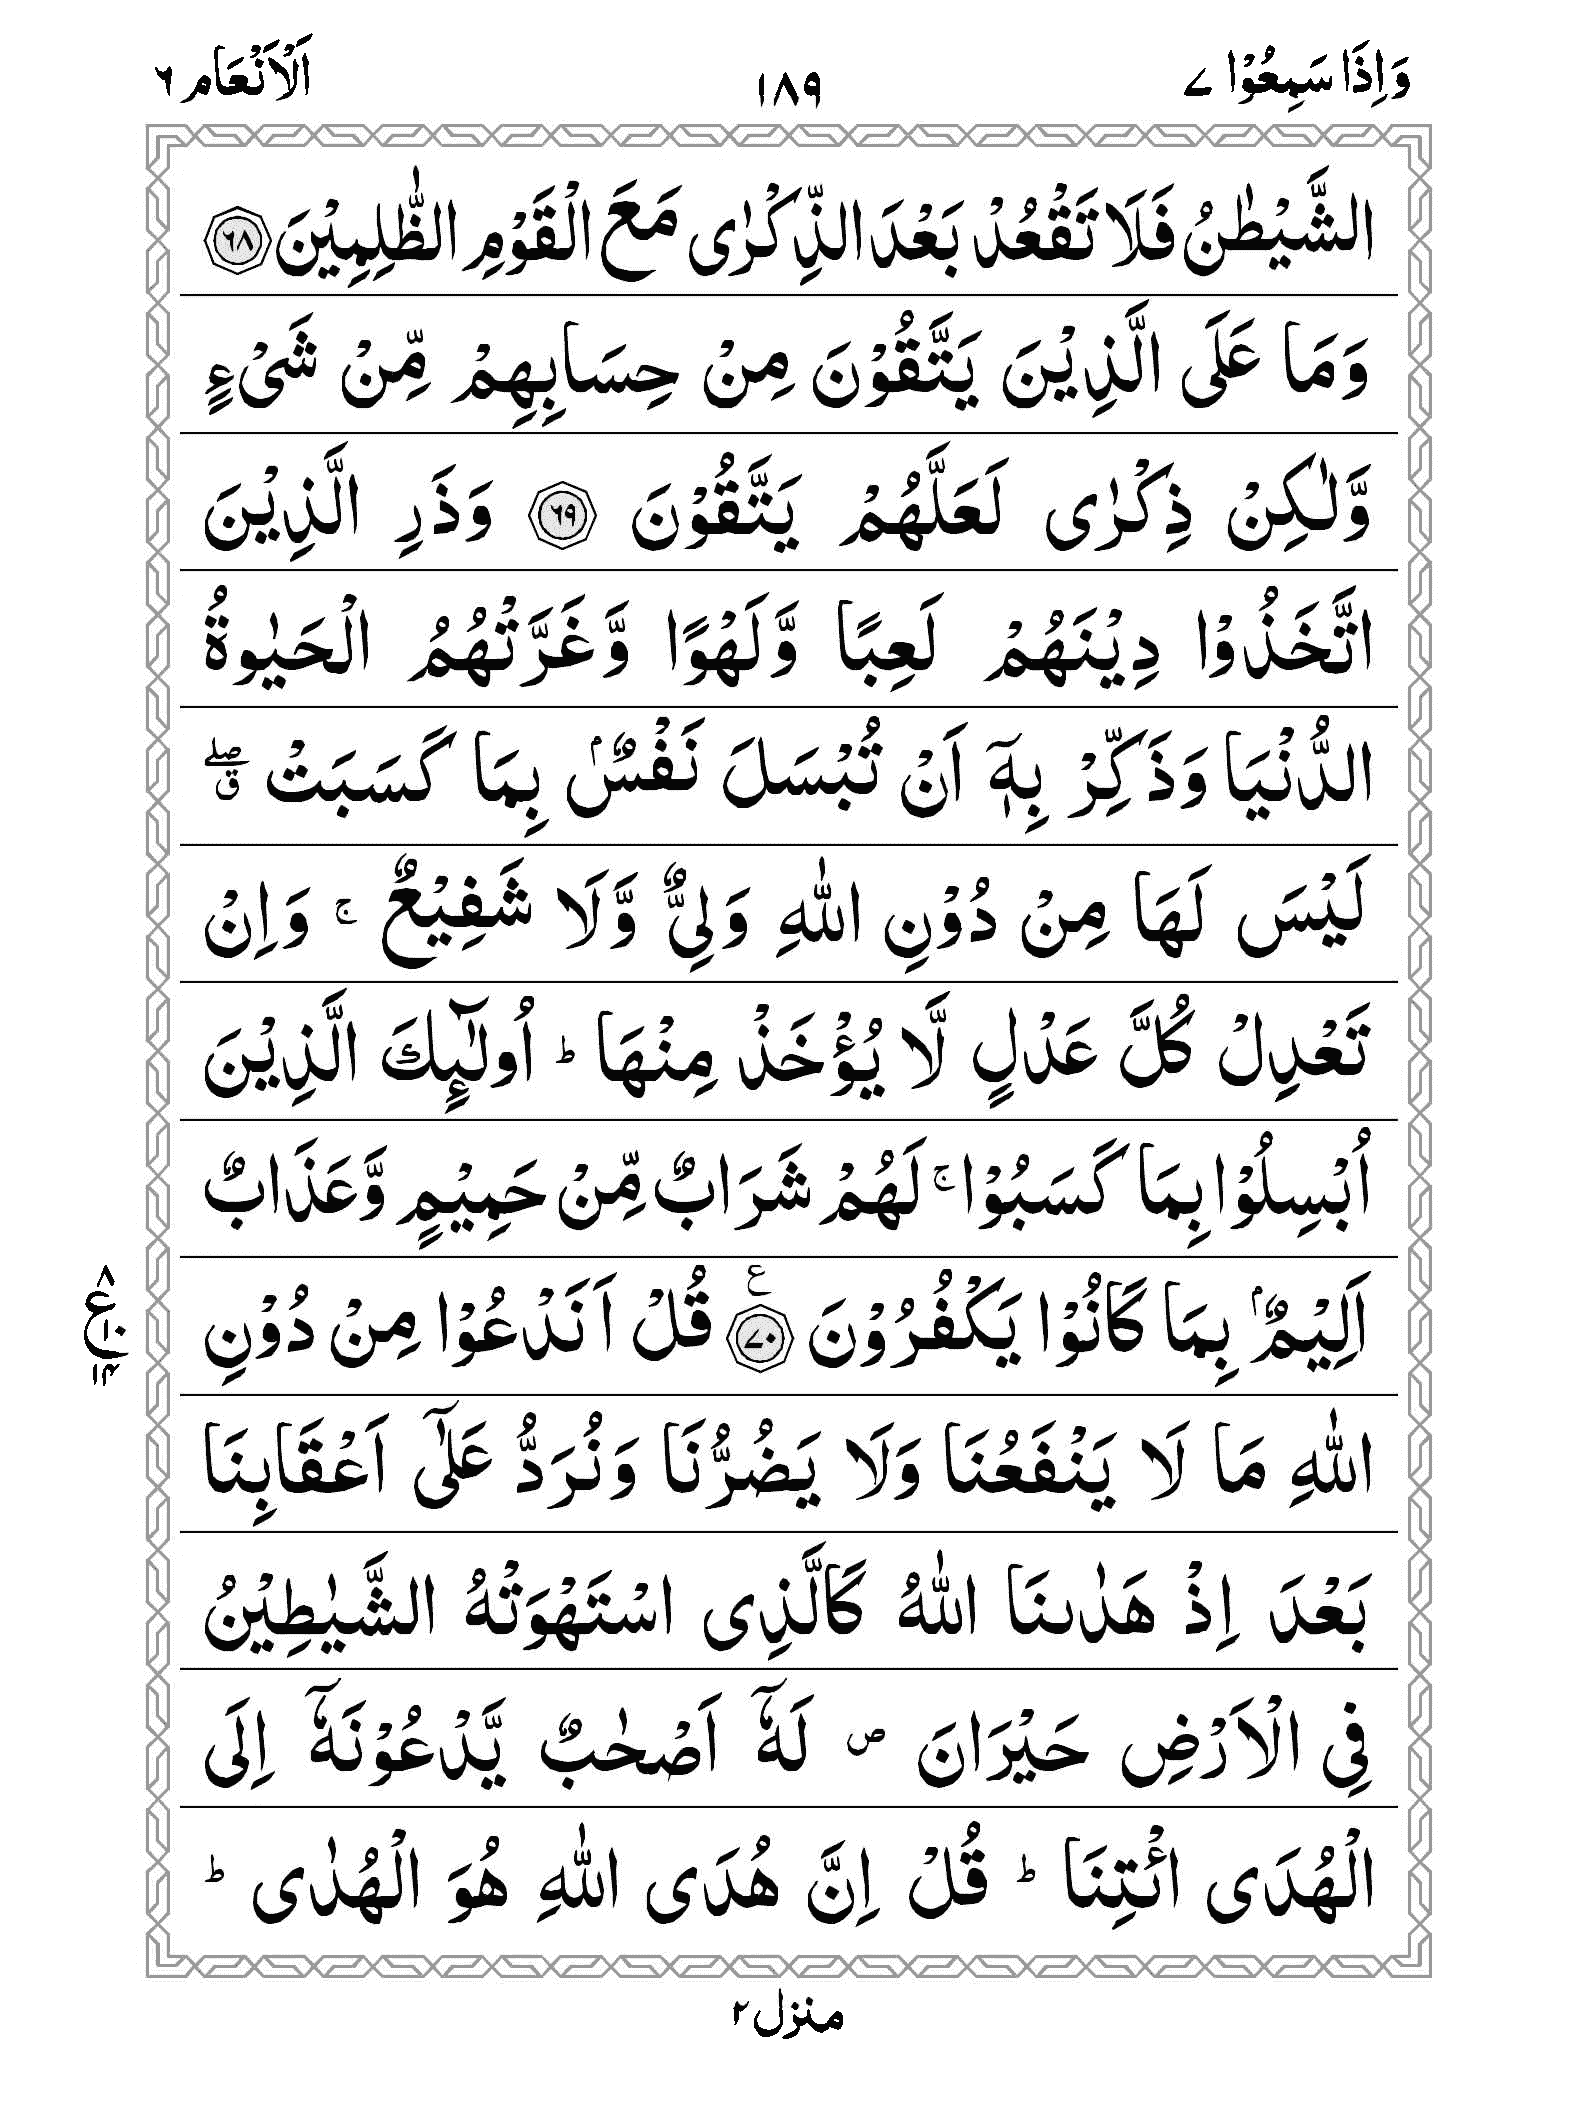 وَاِذَا سَمِعُوْا ٧ ١٨٩ اَلْاَنْعَام ٦
الشَّيْطٰنُ فَلَا تَقْعُدْ بَعْدَ الذِّكْرٰى مَعَ الْقَوْمِ الظّٰلِمِيْنَ ٦٨
وَمَا عَلَى الَّذِيْنَ يَتَّقُوْنَ مِنْ حِسَابِهِمْ مِّنْ شَىْءٍ
وَّلٰكِنْ ذِكْرٰى لَعَلَّهُمْ يَتَّقُوْنَ ٦٩ وَذَرِ الَّذِيْنَ
اتَّخَذُوْا دِيْنَهُمْ لَعِبًا وَّلَهْوًا وَّغَرَّتْهُمُ الْحَيٰوةُ
الدُّنْيَا وَذَكِّرْ بِهٖۤ اَنْ تُبْسَلَ نَفْسٌۢ بِمَا كَسَبَتْ ۖق
لَيْسَ لَهَا مِنْ دُوْنِ اللّٰهِ وَلِىٌّ وَّلَا شَفِيْعٌ ۚ وَاِنْ
تَعْدِلْ كُلَّ عَدْلٍ لَّا يُؤْخَذْ مِنْهَا ؕ اُولٰٓئِكَ الَّذِيْنَ
اُبْسِلُوْا بِمَا كَسَبُوْا ۚ لَهُمْ شَرَابٌ مِّنْ حَمِيْمٍ وَّعَذَابٌ
اَلِيْمٌۢ بِمَا كَانُوْا يَكْفُرُوْنَ ع ٧٠ قُلْ اَنَدْعُوْا مِنْ دُوْنِ
٨ ع ١٠ ١٤
اللّٰهِ مَا لَا يَنْفَعُنَا وَلَا يَضُرُّنَا وَنُرَدُّ عَلٰٓى اَعْقَابِنَا
بَعْدَ اِذْ هَدٰٮنَا اللّٰهُ كَالَّذِى اسْتَهْوَتْهُ الشَّيٰطِيْنُ
فِى الْاَرْضِ حَيْرَانَ ص لَهٗۤ اَصْحٰبٌ يَّدْعُوْنَهٗۤ اِلَى
الْهُدَى ائْتِنَا ؕ قُلْ اِنَّ هُدَى اللّٰهِ هُوَ الْهُدٰى ؕ
منزل ٢